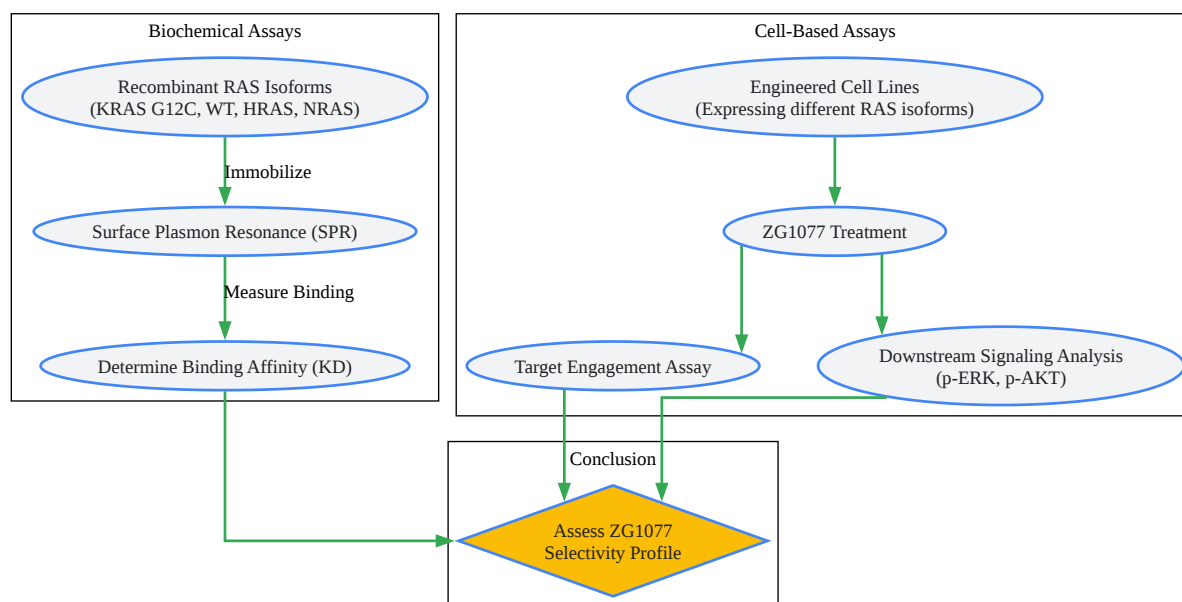 Biochemical Assays
Recombinant RAS Isoforms
(KRAS G12C, WT, HRAS, NRAS)
Immobilize
Surface Plasmon Resonance (SPR)
Measure Binding
Determine Binding Affinity (KD)
Cell-Based Assays
Engineered Cell Lines
(Expressing different RAS isoforms)
ZG1077 Treatment
Target Engagement Assay
Downstream Signaling Analysis
(p-ERK, p-AKT)
Conclusion
Assess ZG1077
Selectivity Profile